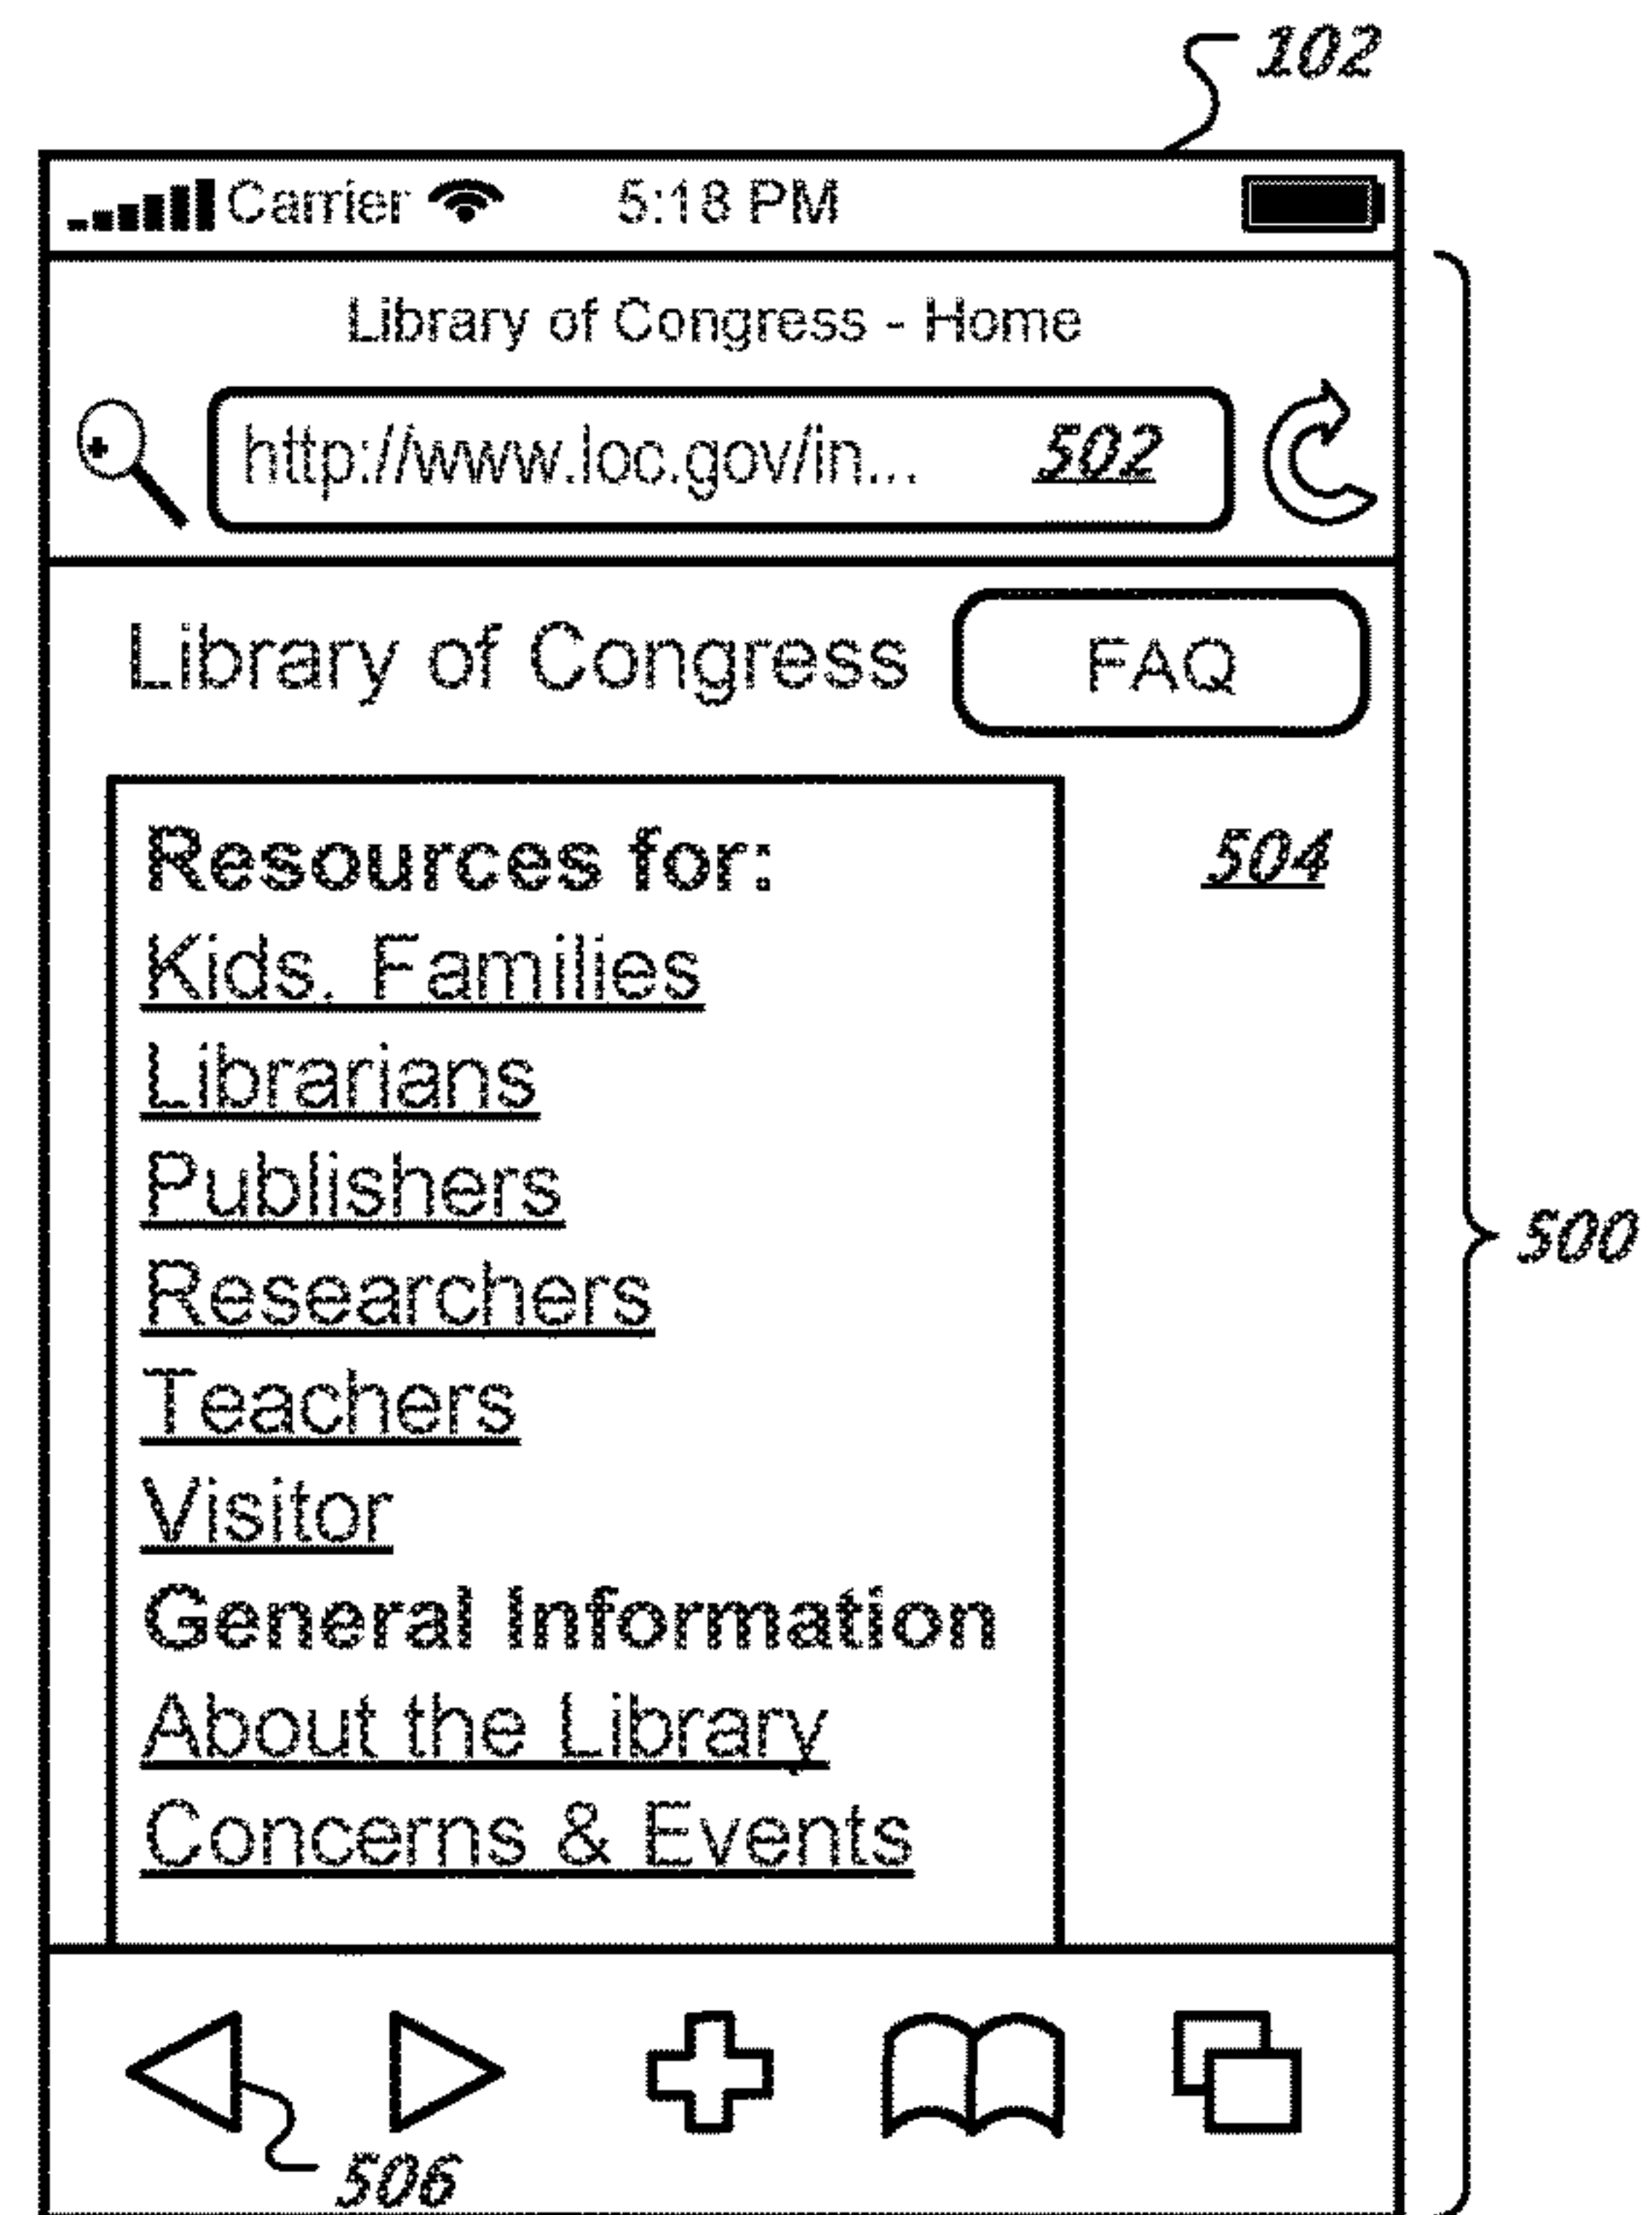 102
Carrier 5:18 PM
Library of Congress - Home
http://www.loc.gov/in... 502
Library of Congress FAQ
Resources for: 504
Kids. Families
Librarians
Publishers
500
Researchers
Teachers
Visitor
General Information
About the Library
Concerns & Events
506